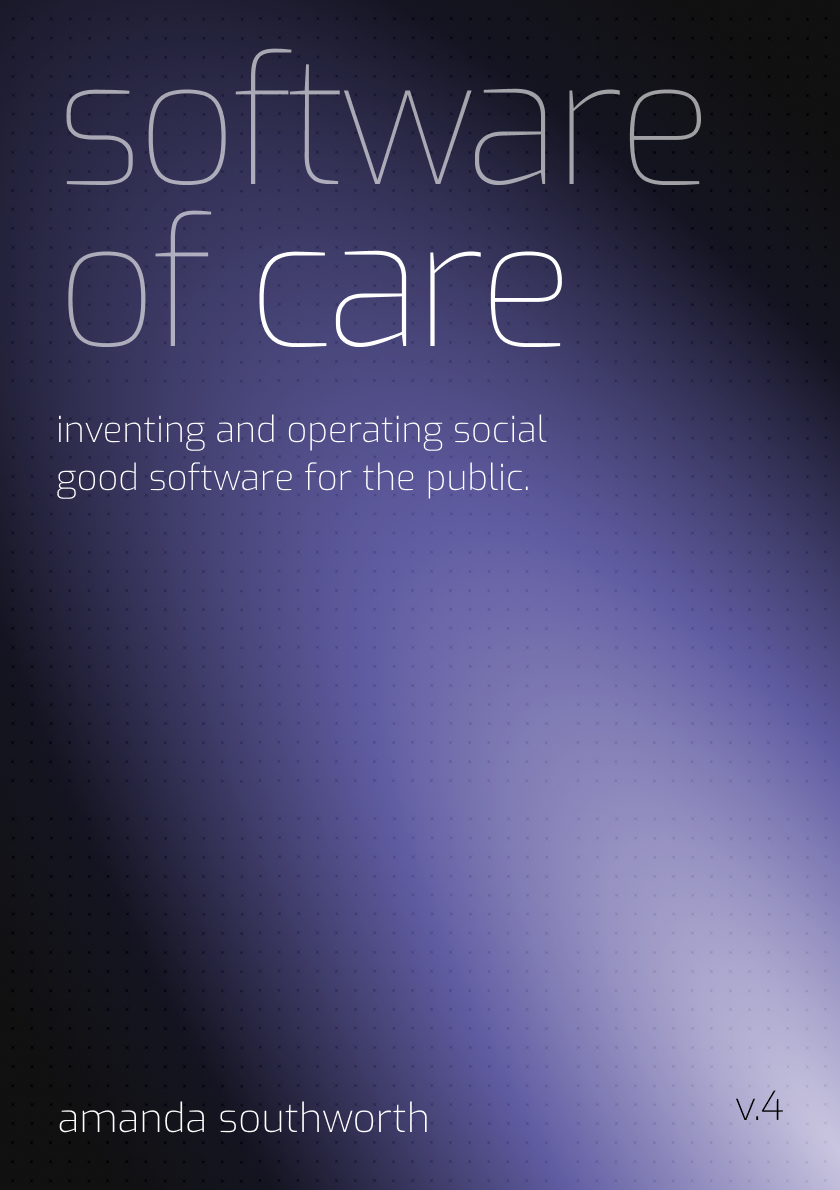 software
of care
inventing and operating social
good software for the public.
amanda southworth
v.4